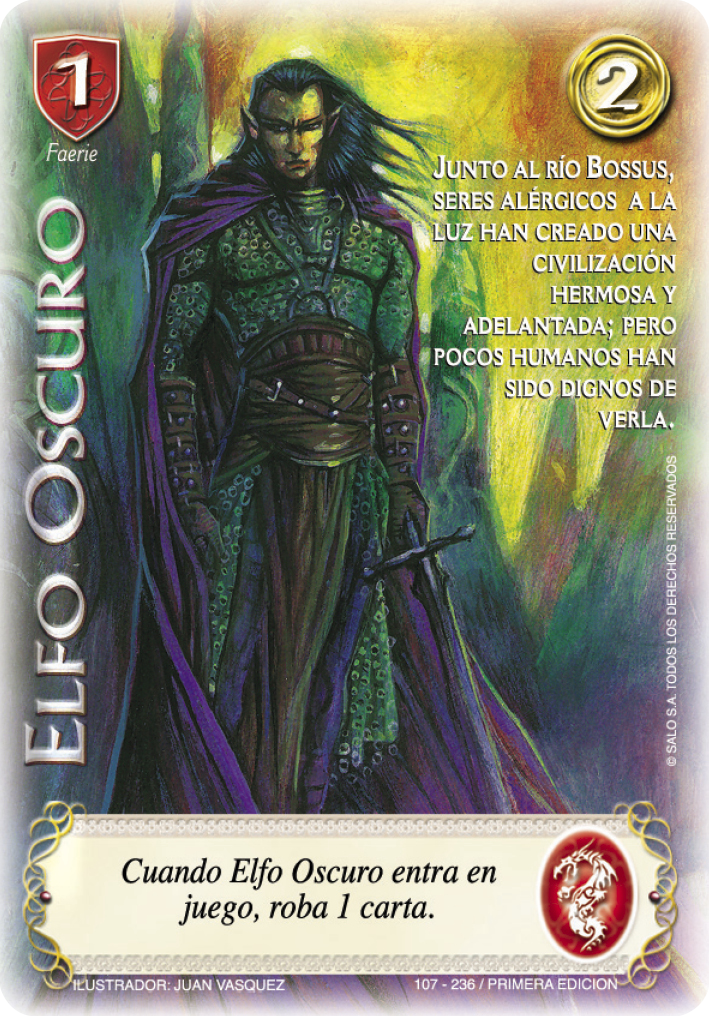 1
Faerie
2
ELFO OSCURO
JUNTO AL RÍO BOSSUS,
SERES ALÉRGICOS A LA
LUZ HAN CREADO UNA
CIVILIZACIÓN
HERMOSA Y
ADELANTADA; PERO
POCOS HUMANOS HAN
SIDO DIGNOS DE
VERLA.
© SALO S.A. TODOS LOS DERECHOS RESERVADOS
Cuando Elfo Oscuro entra en
juego, roba 1 carta.
ILUSTRADOR: JUAN VASQUEZ
107 - 236 / PRIMERA EDICION